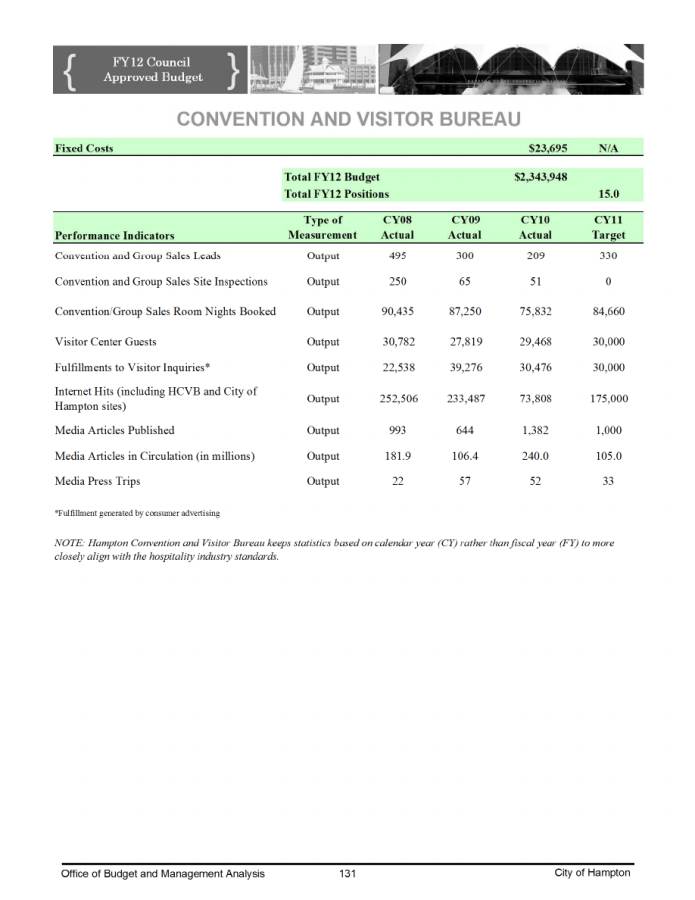 FY12 Council
Approved Budget
CONVENTION AND VISITOR BUREAU
Fixed Costs $23,695 N/A
Total FY12 Budget $2,343,948
Total FY12 Positions 15.0
Type of CY08 CY09 CY10 CY11
Performance Indicators Measurement Actual Actual Actual Target
Convention and Group Sales Leads Output 495 300 209 330
Convention and Group Sales Site Inspections Output 250 65 51 0
Convention/Group Sales Room Nights Booked Output 90,435 87,250 75,832 84,660
Visitor Center Guests Output 30,782 27,819 29,468 30,000
Fulfillments to Visitor Inquiries* Output 22,538 39,276 30,476 30,000
Internet Hits (including HCVB and City of
Hampton sites) Output 252,506 233,487 73,808 175,000
Media Articles Published Output 993 644 1,382 1,000
Media Articles in Circulation (in millions) Output 181.9 106.4 240.0 105.0
Media Press Trips Output 22 57 52 33
*Fulfillment generated by consumer advertising
NOTE: Hampton Convention and Visitor Bureau keeps statistics based on calendar year (CY) rather than fiscal year (FY) to more
closely align with the hospitality industry standards.
Office of Budget and Management Analysis 131 City of Hampton